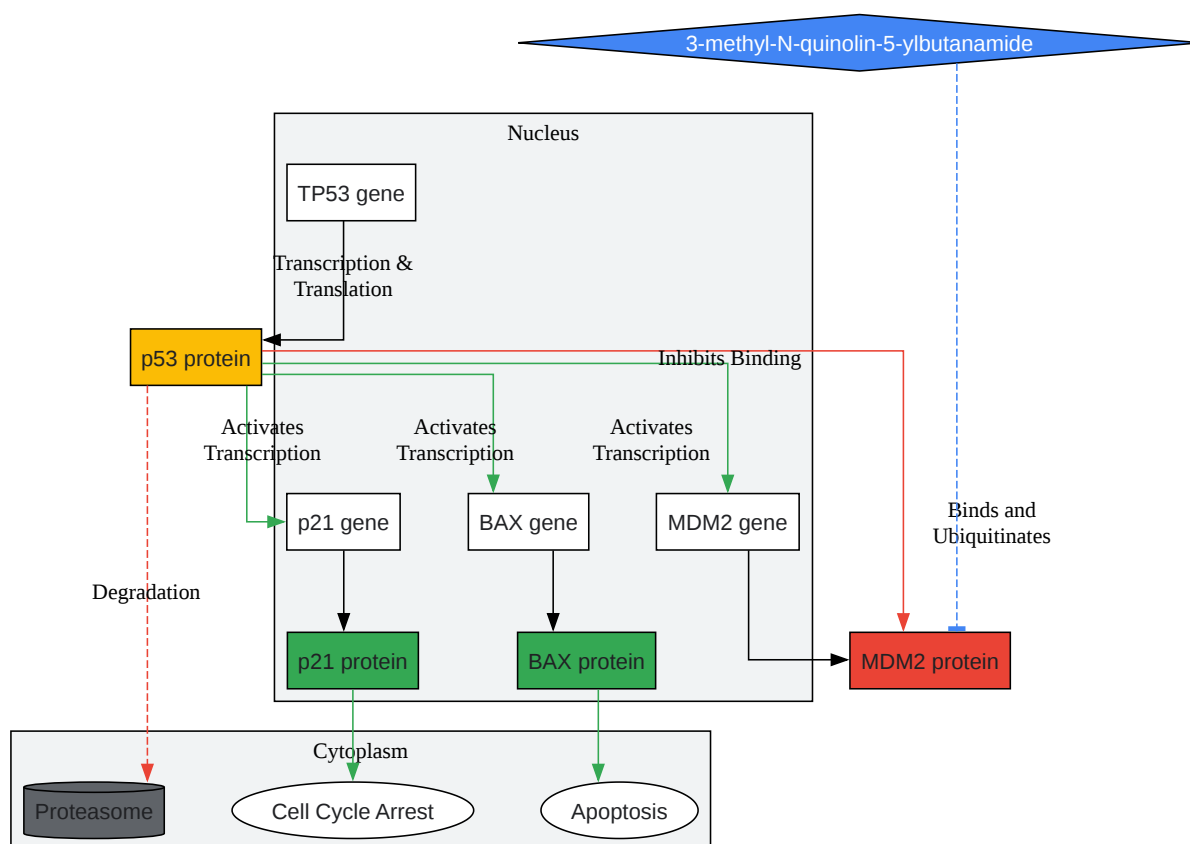 3-methyl-N-quinolin-5-ylbutanamide
Nucleus
TP53 gene
Transcription &
Translation
p53 protein
Inhibits Binding
Activates
Transcription
Activates
Transcription
Activates
Transcription
p21 gene
BAX gene
MDM2 gene
Binds and
Ubiquitinates
Degradation
p21 protein
BAX protein
MDM2 protein
Cytoplasm
Proteasome
Cell Cycle Arrest
Apoptosis